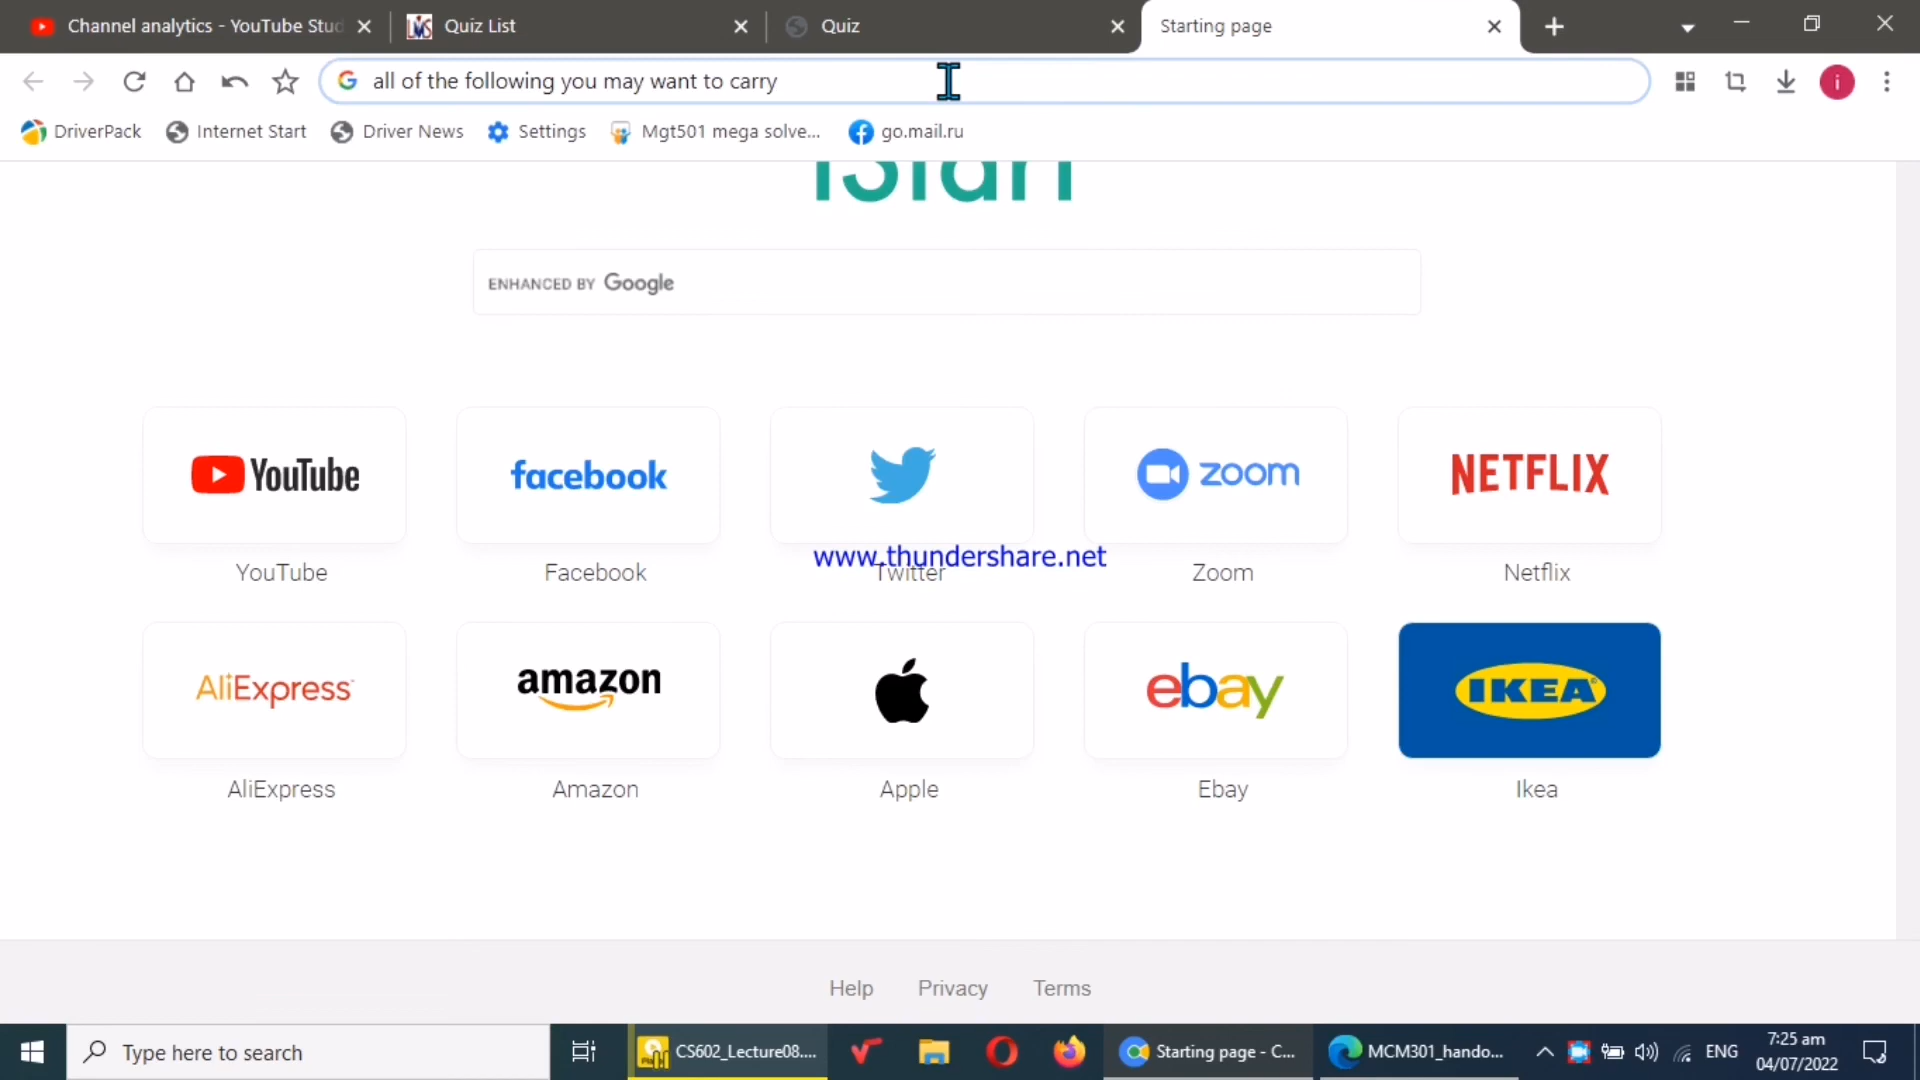 Channel analytics - YouTube Stud
Quiz List
Quiz
Starting page
all of the following you may want to carry
i
DriverPack
Internet Start
Driver News
Settings
Mgt501 mega solve...
go.mail.ru
ENHANCED BY Google
YouTube
facebook
zoom
NETFLIX
www.thundershare.net
YouTube
Facebook
Twitter
Zoom
Netflix
AliExpress
amazon
ebay
IKEA
AliExpress
Amazon
Apple
Ebay
Ikea
Help
Privacy
Terms
Type here to search
CS602_Lecture08....
Starting page - C...
MCM301_hando...
ENG
7:25 am
04/07/2022